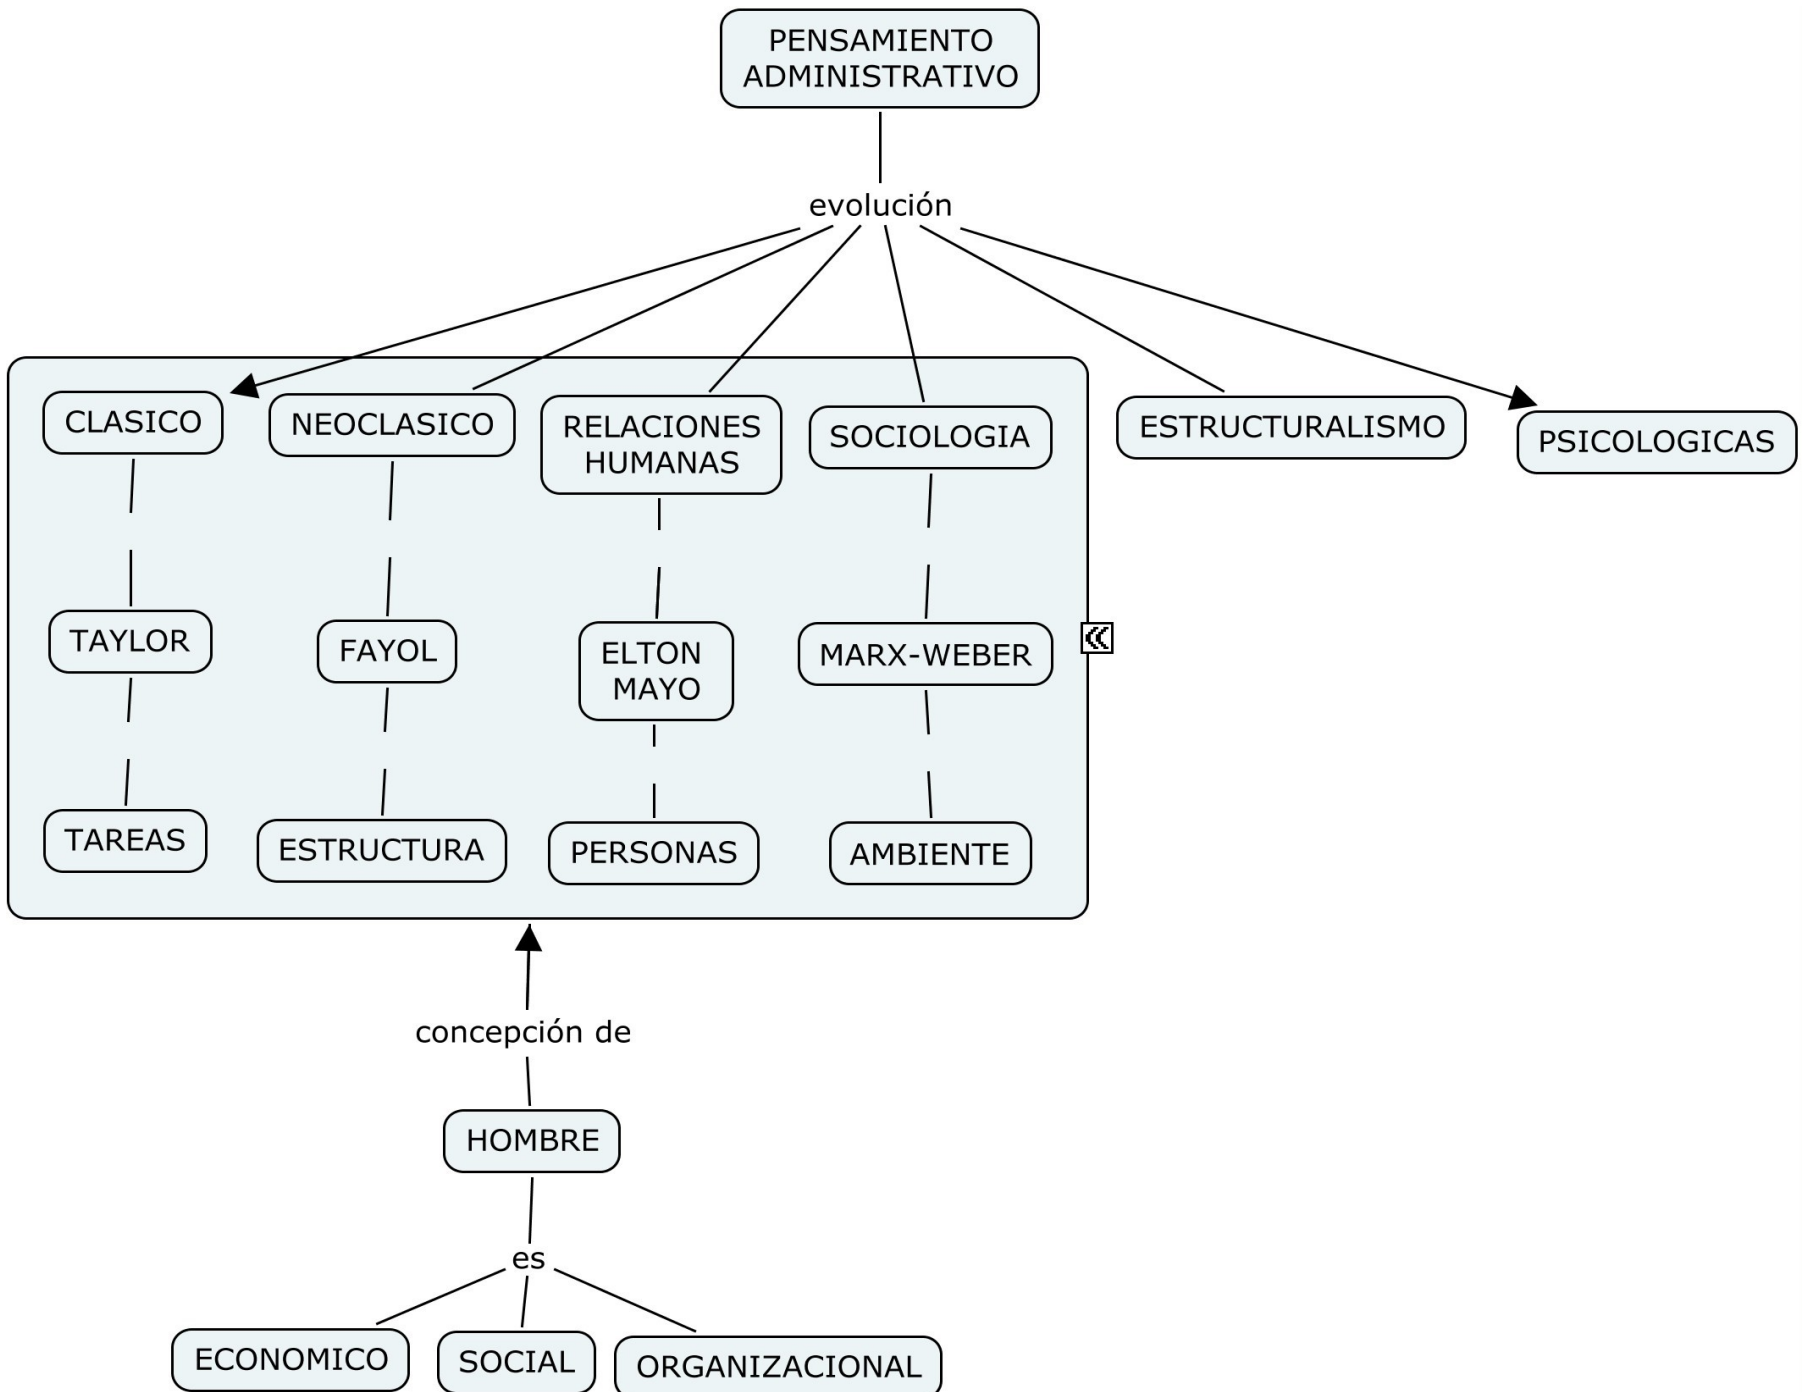 PENSAMIENTO
ADMINISTRATIVO
evolución
CLASICO
NEOCLASICO
RELACIONES
HUMANAS
SOCIOLOGIA
ESTRUCTURALISMO
PSICOLOGICAS
TAYLOR
FAYOL
ELTON
MAYO
MARX-WEBER
TAREAS
ESTRUCTURA
PERSONAS
AMBIENTE
concepción de
HOMBRE
es
ECONOMICO
SOCIAL
ORGANIZACIONAL